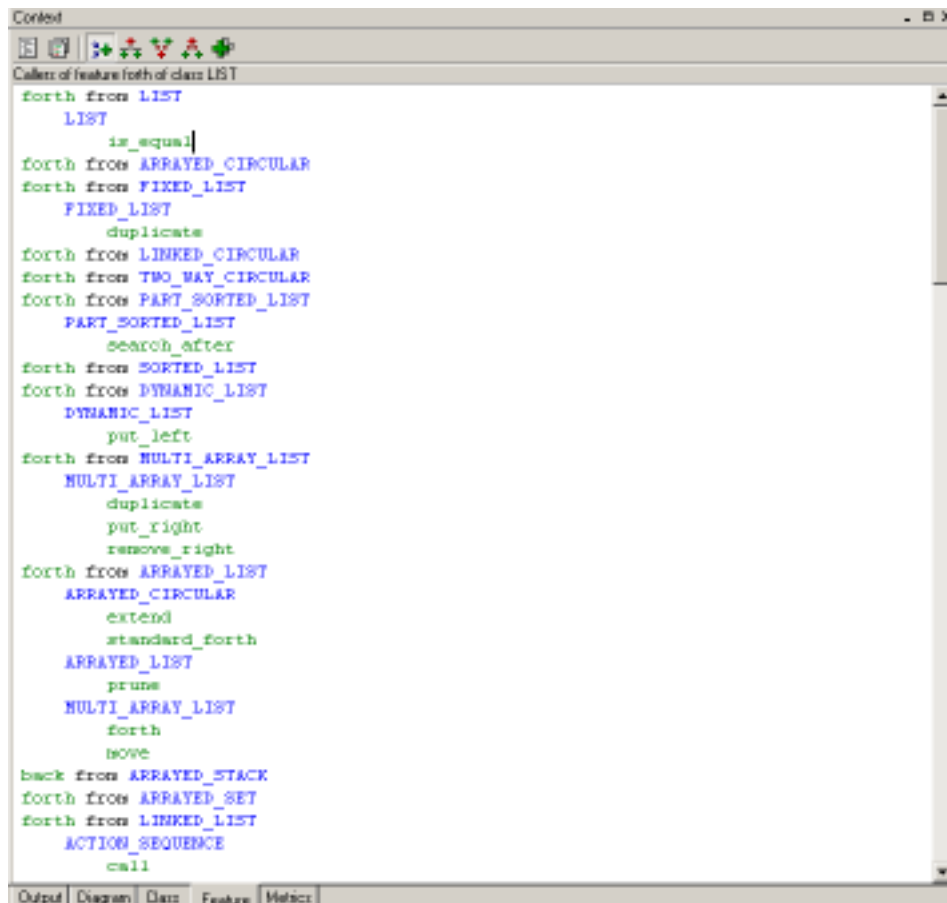 Context
Callers of feature forth of class LIST
forth from LIST
LIST
is_equal
forth from ARRAYED_CIRCULAR
forth from FIXED_LIST
FIXED_LIST
duplicate
forth from LINKED_CIRCULAR
forth from TWO_WAY_CIRCULAR
forth from PART_SORTED_LIST
PART_SORTED_LIST
search_after
forth from SORTED_LIST
forth from DYNAMIC_LIST
DYNAMIC_LIST
put_left
forth from MULTI_ARRAY_LIST
MULTI_ARRAY_LIST
duplicate
put_right
remove_right
forth from ARRAYED_LIST
ARRAYED_CIRCULAR
extend
standard_forth
ARRAYED_LIST
prune
MULTI_ARRAY_LIST
forth
move
back from ARRAYED_STACK
forth from ARRAYED_SET
forth from LINKED_LIST
ACTION_SEQUENCE
call
Output Diagram Class Feature Metrics